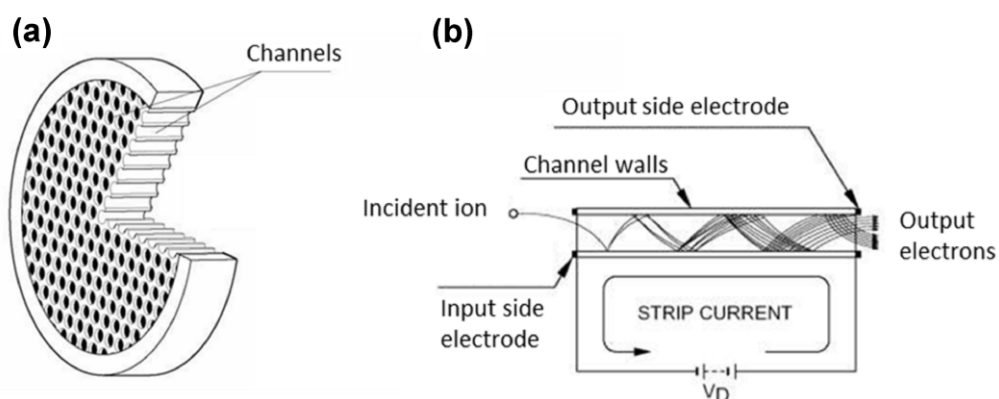 (a)
Channels
(b)
Output side electrode
Channel walls
Incident ion
Output
electrons
Input side
electrode
STRIP CURRENT
VD